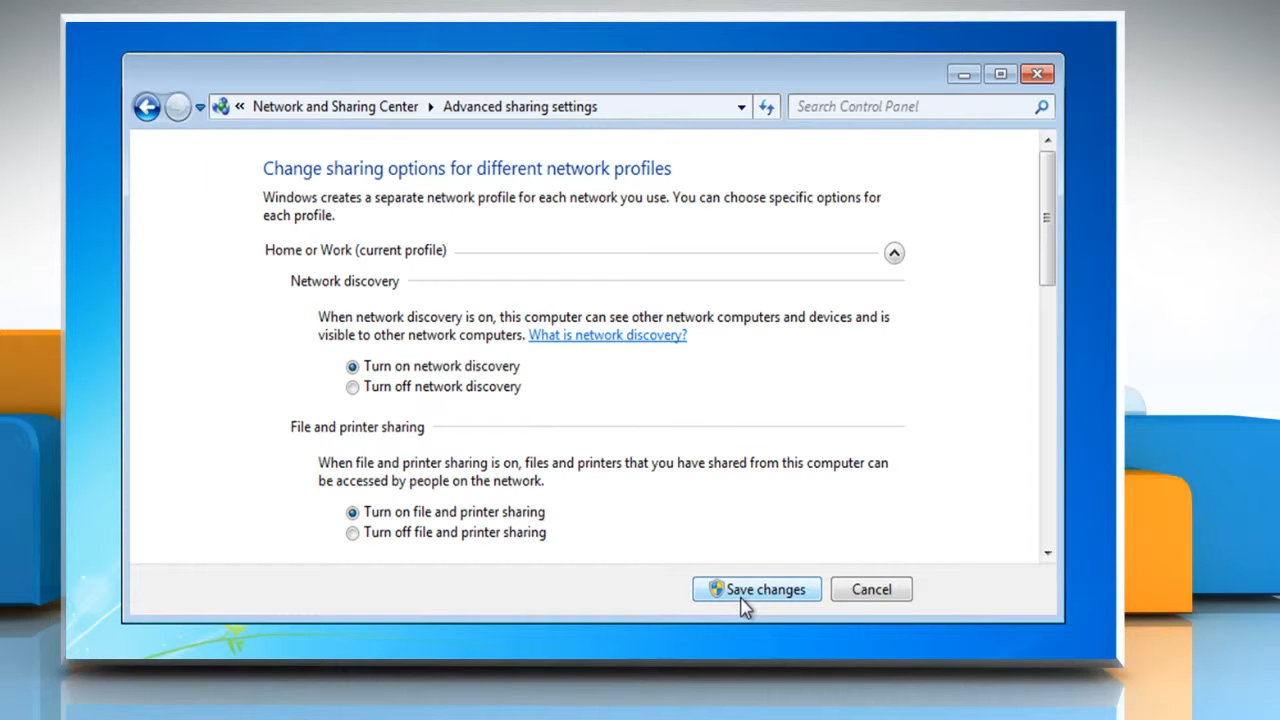 « Network and Sharing Center ▸ Advanced sharing settings
Search Control Panel
Change sharing options for different network profiles
Windows creates a separate network profile for each network you use. You can choose specific options for
each profile.
Home or Work (current profile)
Network discovery
When network discovery is on, this computer can see other network computers and devices and is
visible to other network computers. What is network discovery?
Turn on network discovery
Turn off network discovery
File and printer sharing
When file and printer sharing is on, files and printers that you have shared from this computer can
be accessed by people on the network.
Turn on file and printer sharing
Turn off file and printer sharing
Save changes
Cancel